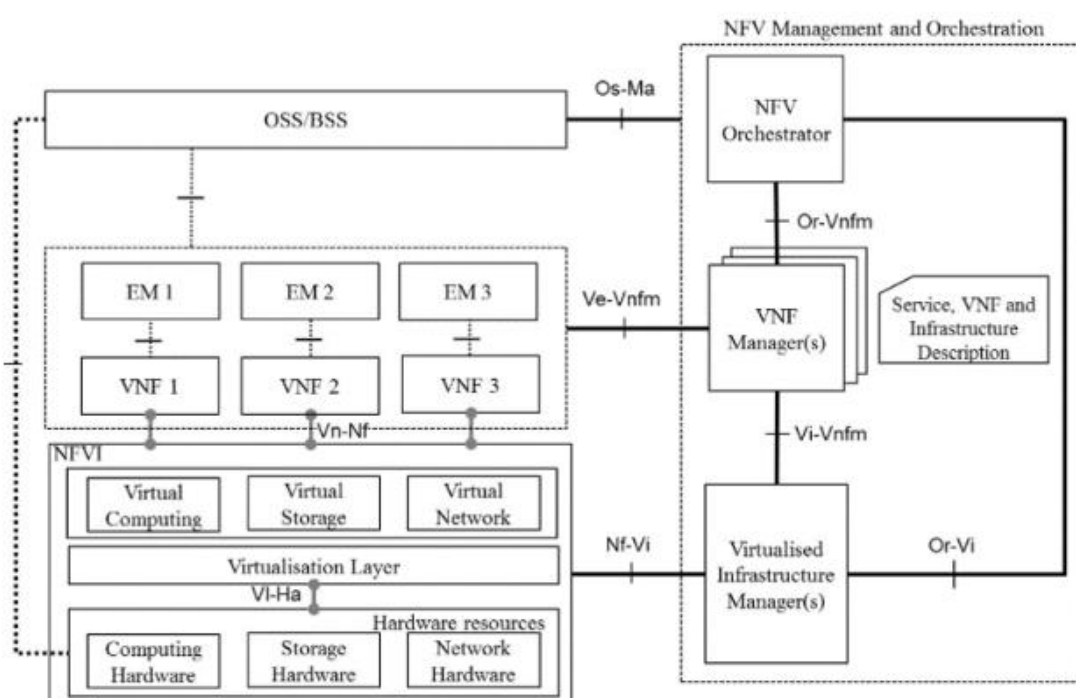 NFV Management and Orchestration
Os-Ma
OSS/BSS
NFV
Orchestrator
Or-Vnfm
EM 1
EM 2
EM 3
Ve-Vnfm
VNF
Manager(s)
Service, VNF and
Infrastructure
Description
VNF 1
VNF 2
VNF 3
Vn-Nf
Vi-Vnfm
NFVI
Virtual
Computing
Virtual
Storage
Virtual
Network
Nf-Vi
Virtualised
Infrastructure
Manager(s)
Or-Vi
Virtualisation Layer
Vl-Ha
Hardware resources
Computing
Hardware
Storage
Hardware
Network
Hardware